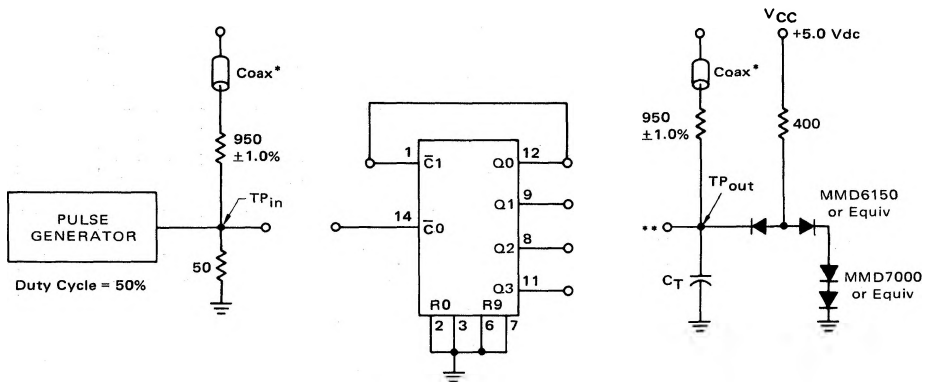 Coax*
950
±1.0%
TPin
PULSE
GENERATOR
50
Duty Cycle = 50%
1
C̅1
Q0
12
Q1
9
14
C̅0
Q2
8
Q3
11
R0
R9
2
3
6
7
VCC
+5.0 Vdc
Coax*
950
±1.0%
400
TPout
MMD6150
or Equiv
**
CT
MMD7000
or Equiv